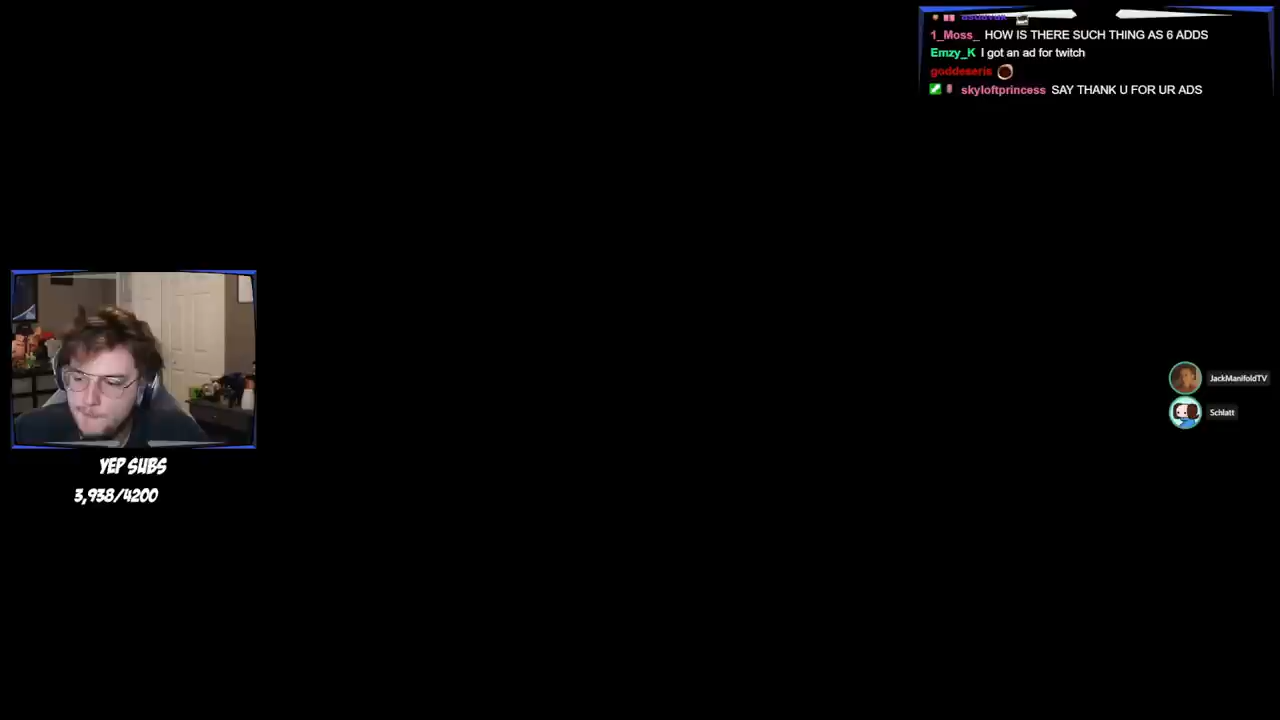 1_Moss_ HOW IS THERE SUCH THING AS 6 ADDS
Emzy_K I got an ad for twitch
goddeseris
skyloftprincess SAY THANK U FOR UR ADS
JackManifoldTV
Schlatt
YEP SUBS
3,938/4200